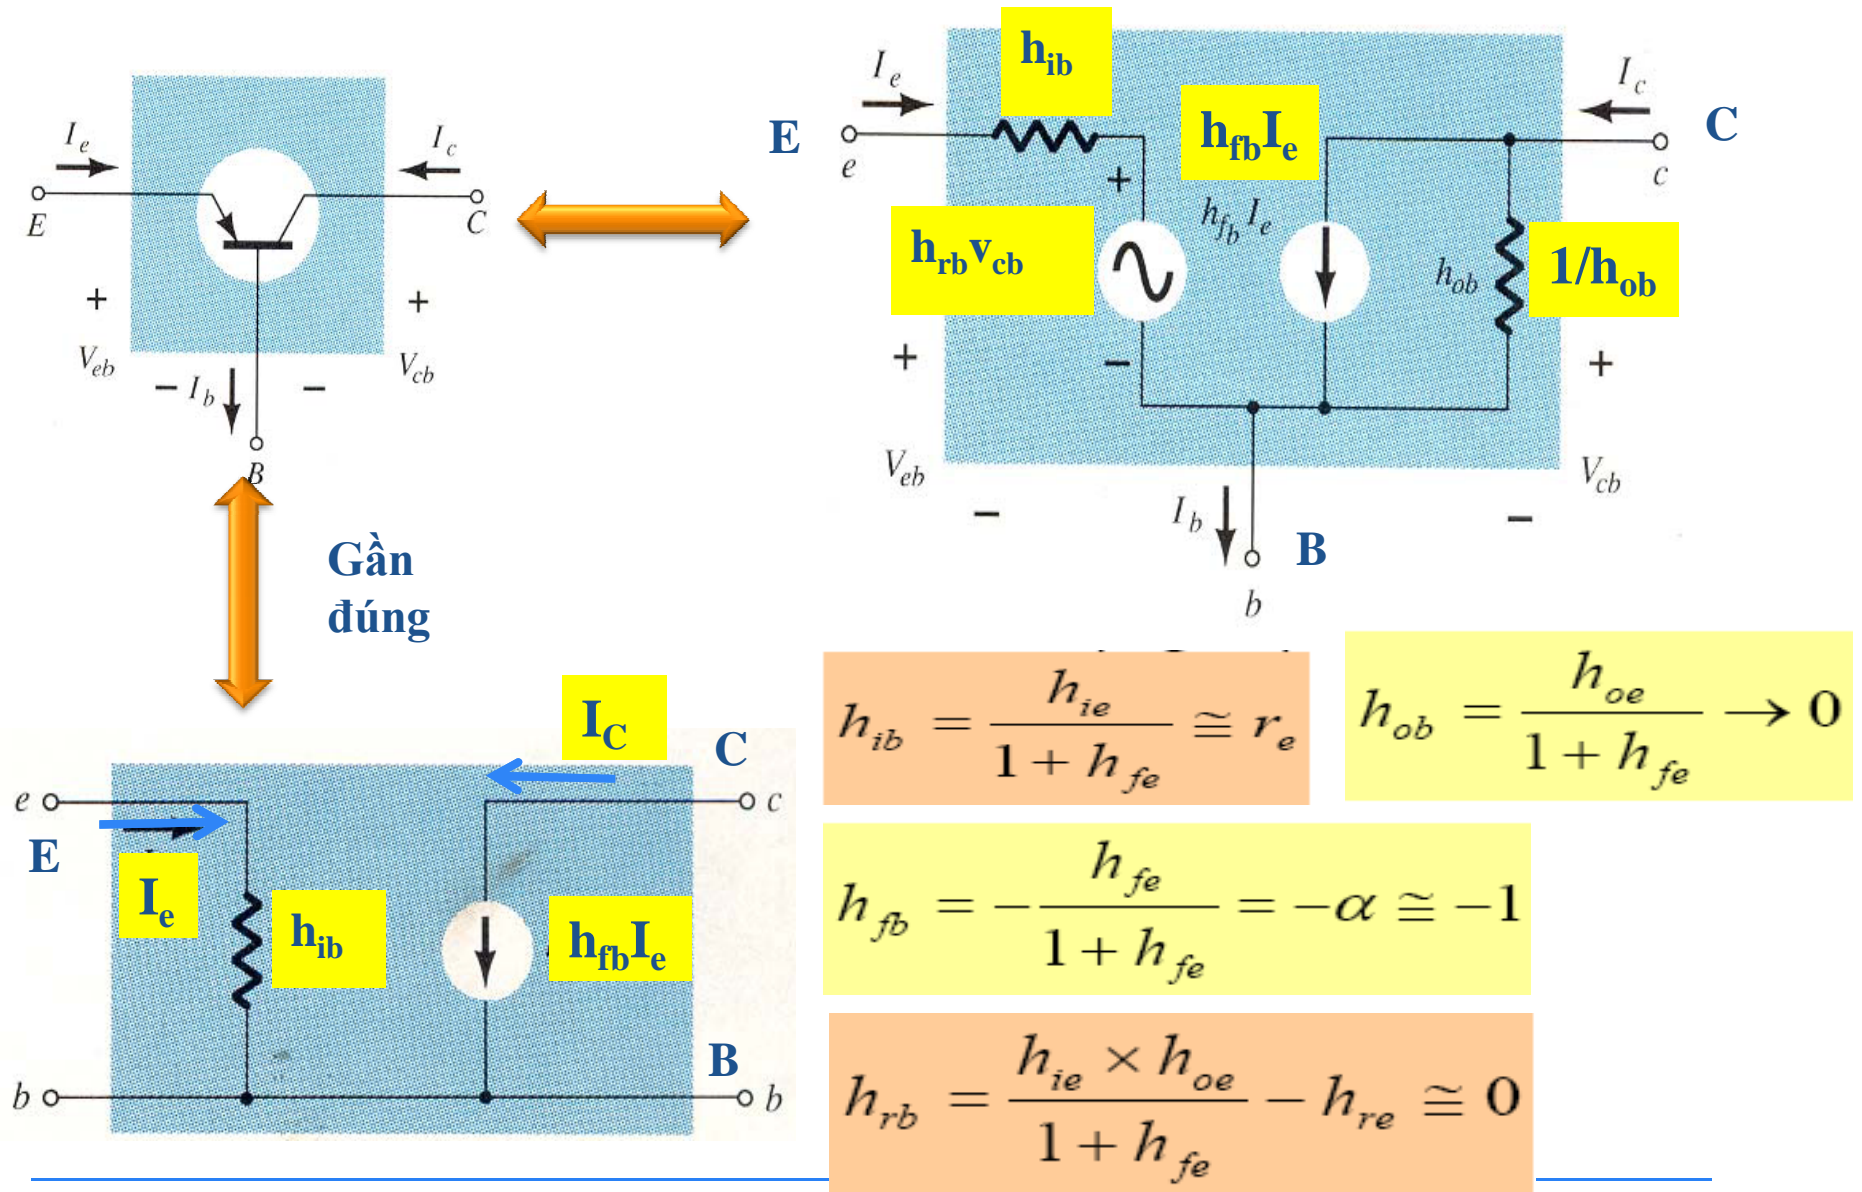 I_e
I_c
E
C
+
+
V_eb
V_cb
− I_b −
B
h_ib
I_e
I_c
E
h_fbI_e
C
e
c
+
h_fb I_e
h_rbv_cb
h_ob
1/h_ob
+
−
+
V_eb
V_cb
−
I_b
−
B
b
Gần
đúng
I_C
C
e
c
E
I_e
h_ib
h_fbI_e
B
b
b
h_ib = h_ie / (1 + h_fe) ≅ r_e
h_ob = h_oe / (1 + h_fe) → 0
h_fb = − h_fe / (1 + h_fe) = −α ≅ −1
h_rb = (h_ie × h_oe) / (1 + h_fe) − h_re ≅ 0